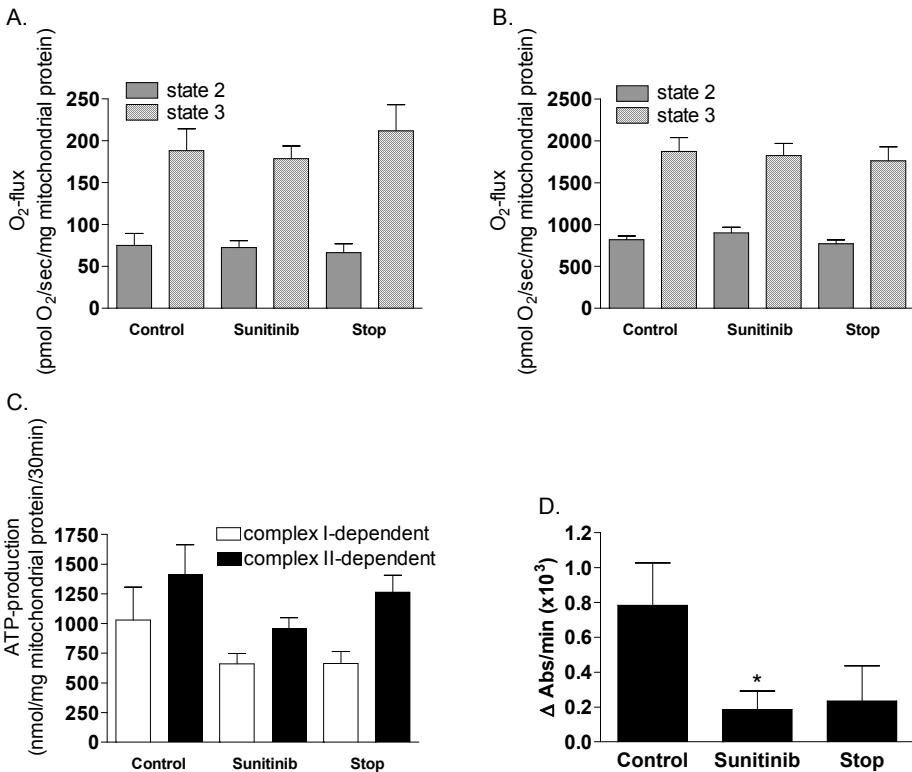 A.
state 2
state 3
250
200
150
100
50
0
O₂-flux
(pmol O₂/sec/mg mitochondrial protein)
Control Sunitinib Stop
B.
state 2
state 3
2500
2000
1500
1000
500
0
O₂-flux
(pmol O₂/sec/mg mitochondrial protein)
Control Sunitinib Stop
C.
complex I-dependent
complex II-dependent
1750
1500
1250
1000
750
500
250
0
ATP-production
(nmol/mg mitochondrial protein/30min)
Control Sunitinib Stop
D.
1.2
0.8
0.4
0.2
0.0
Δ Abs/min (x10³)
*
Control Sunitinib Stop